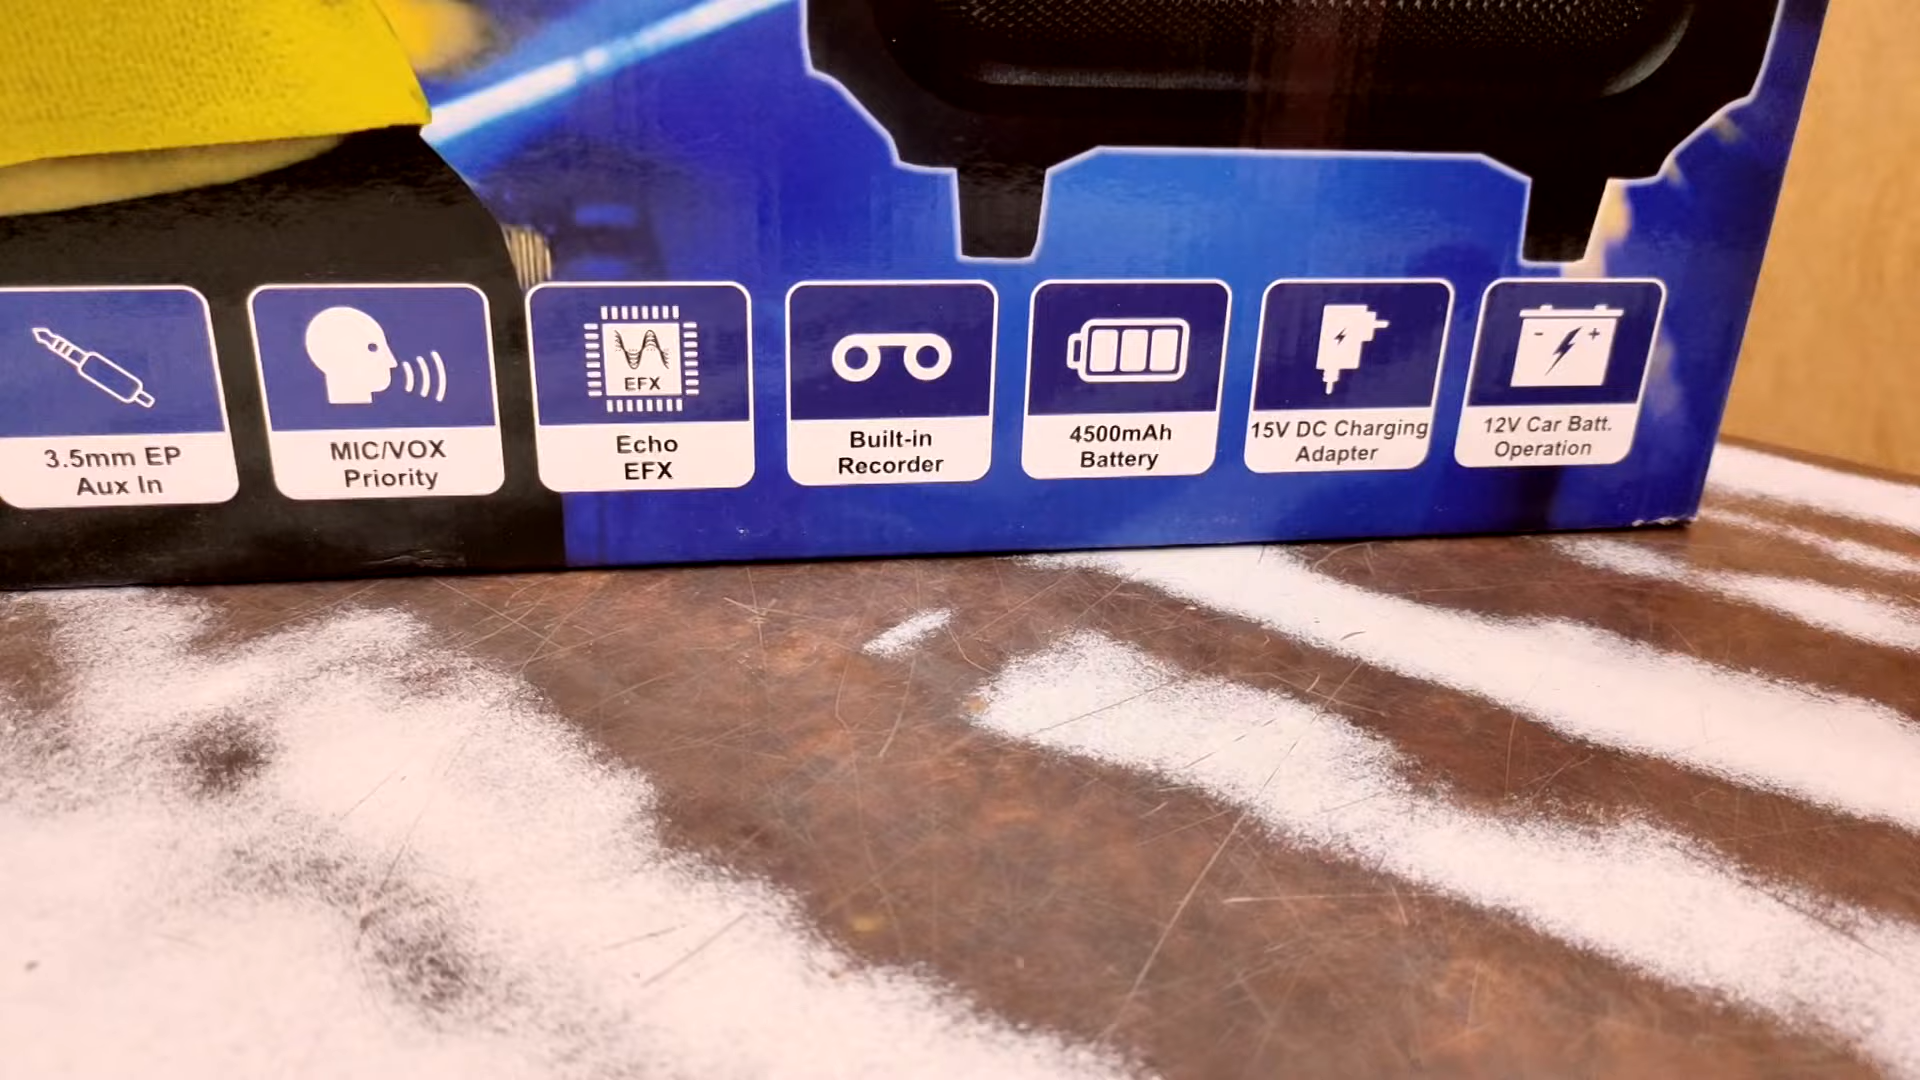 3.5mm EP
Aux In
MIC/VOX
Priority
EFX
Echo
EFX
Built-in
Recorder
4500mAh
Battery
15V DC Charging
Adapter
- +
12V Car Batt.
Operation